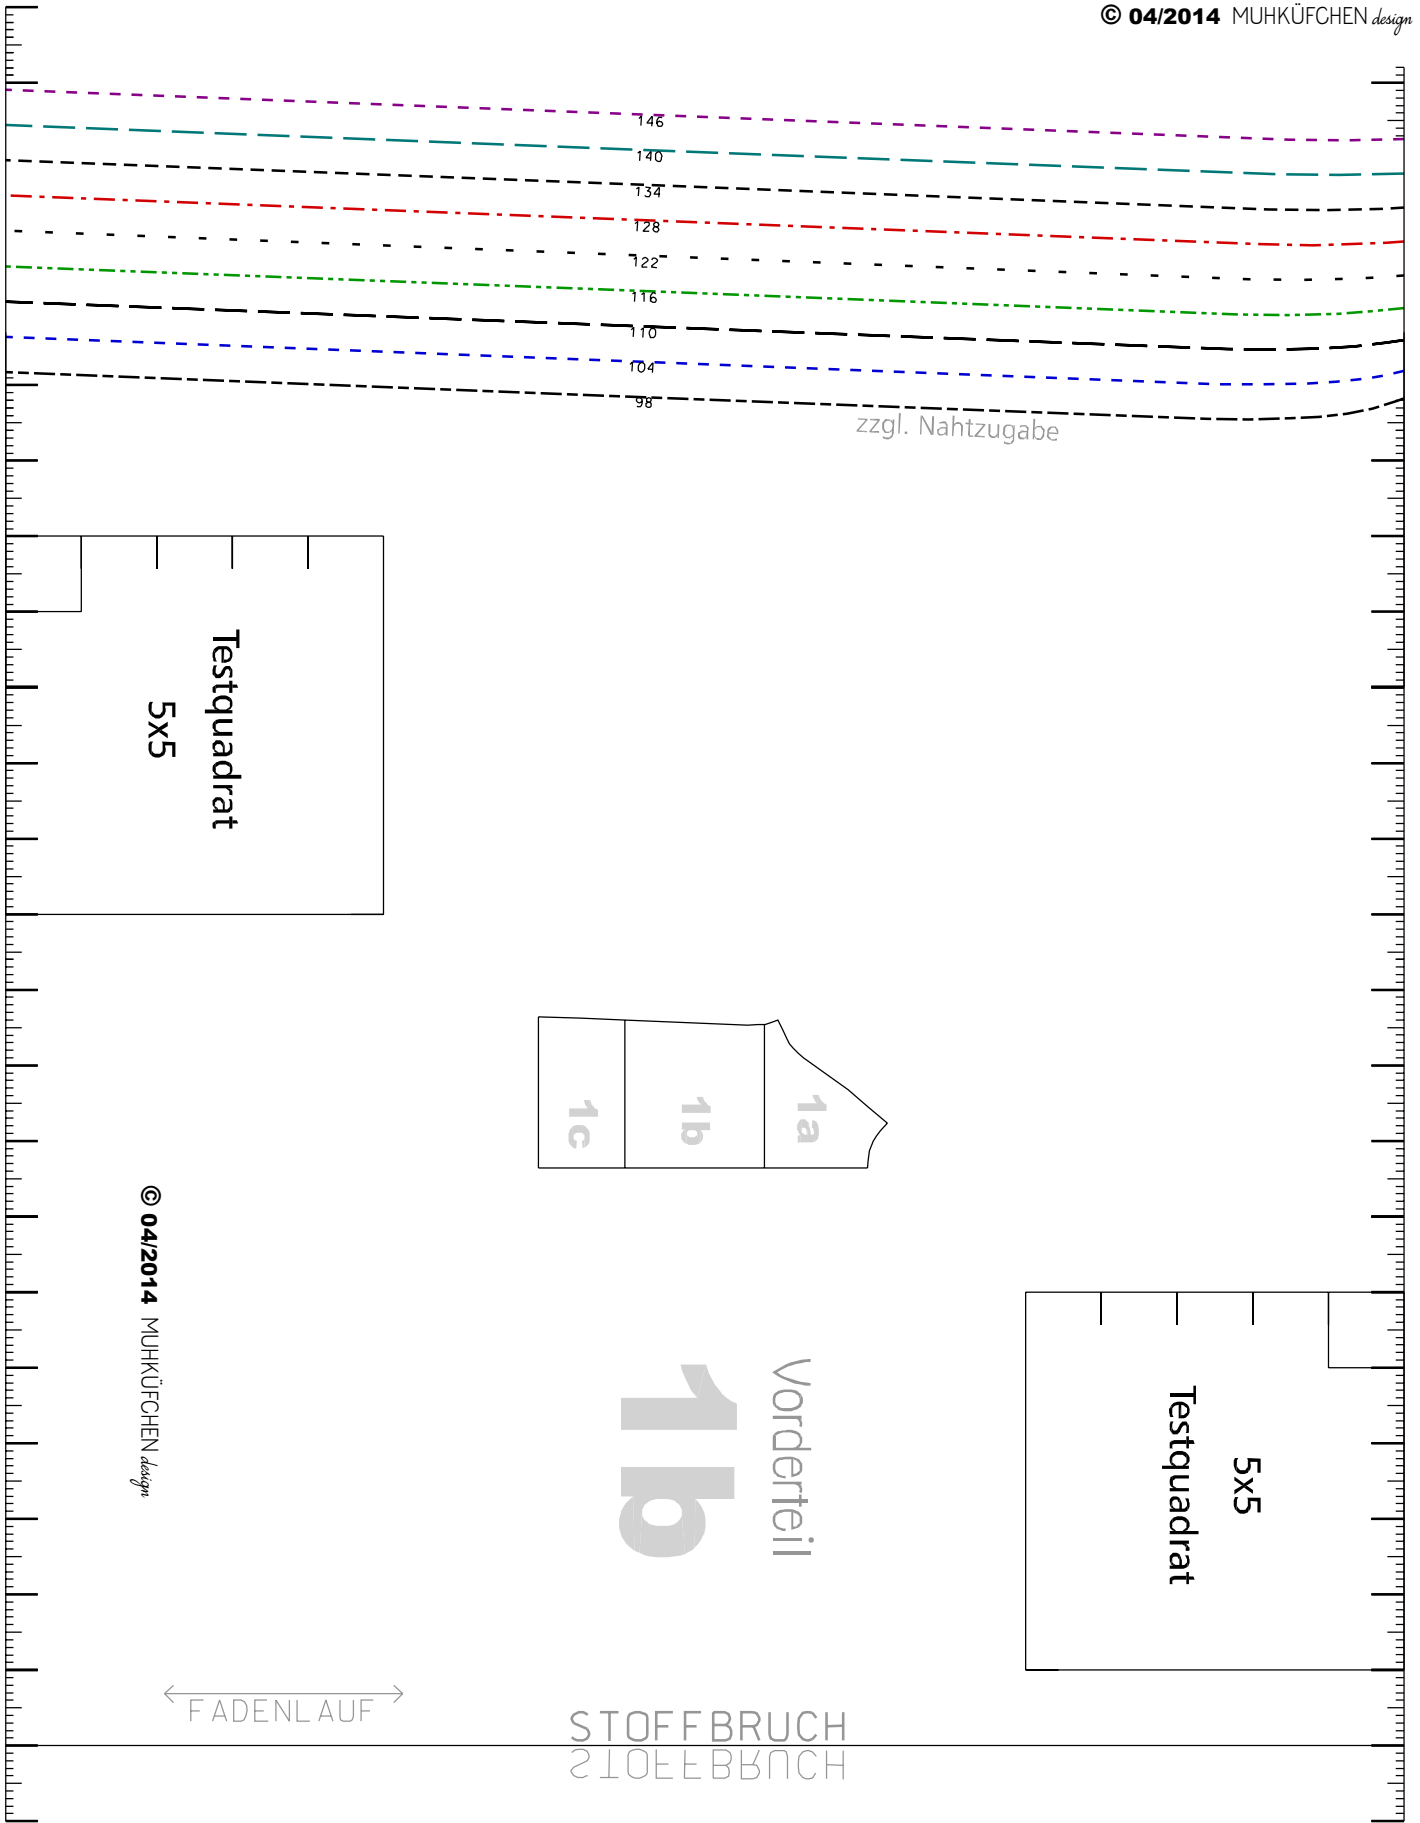 © 04/2014 MUHKÜFCHEN design
146
140
134
128
122
116
110
104
98
zzgl. Nahtzugabe
Testquadrat
5x5
1c
1b
1a
© 04/2014 MUHKÜFCHEN design
Vorderteil
1b
5x5
Testquadrat
FADENLAUF
STOFFBRUCH
STOFFBRUCH